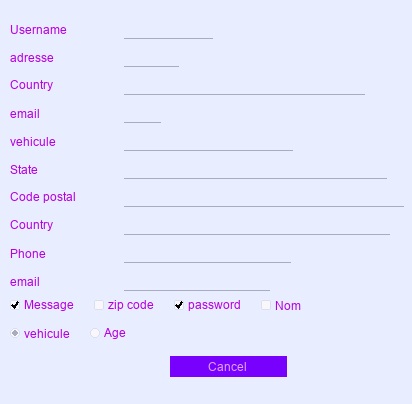 Username
adresse
Country
email
vehicule
State
Code postal
Country
Phone
email
Message zip code password Nom
vehicule Age
Cancel